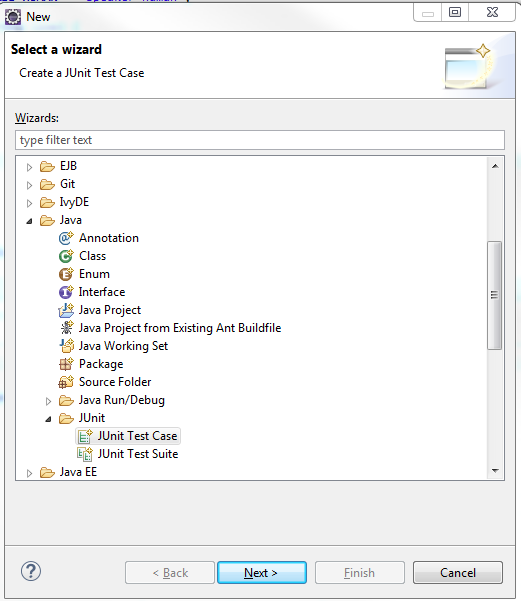 New
Select a wizard
Create a JUnit Test Case
Wizards:
type filter text
EJB
Git
IvyDE
Java
Annotation
Class
Enum
Interface
Java Project
Java Project from Existing Ant Buildfile
Java Working Set
Package
Source Folder
Java Run/Debug
JUnit
JUnit Test Case
JUnit Test Suite
Java EE
< Back
Next >
Finish
Cancel